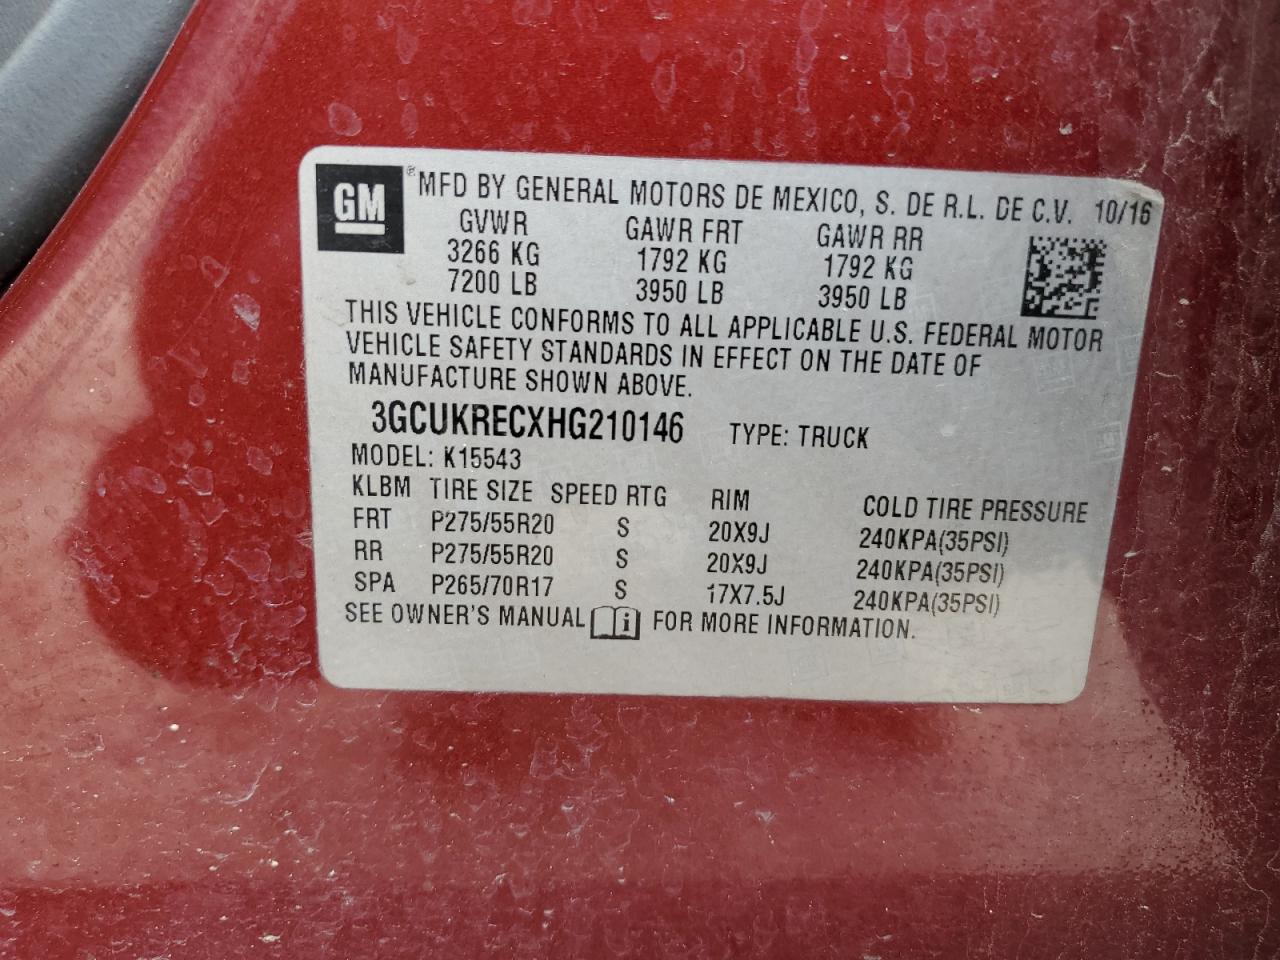 GM ® MFD BY GENERAL MOTORS DE MEXICO, S. DE R.L. DE C.V. 10/16
GVWR GAWR FRT GAWR RR
3266 KG 1792 KG 1792 KG
7200 LB 3950 LB 3950 LB
THIS VEHICLE CONFORMS TO ALL APPLICABLE U.S. FEDERAL MOTOR
VEHICLE SAFETY STANDARDS IN EFFECT ON THE DATE OF
MANUFACTURE SHOWN ABOVE.
3GCUKRECXHG210146 TYPE: TRUCK
MODEL: K15543
KLBM TIRE SIZE SPEED RTG RIM COLD TIRE PRESSURE
FRT P275/55R20 S 20X9J 240KPA(35PSI)
RR P275/55R20 S 20X9J 240KPA(35PSI)
SPA P265/70R17 S 17X7.5J 240KPA(35PSI)
SEE OWNER'S MANUAL i FOR MORE INFORMATION.